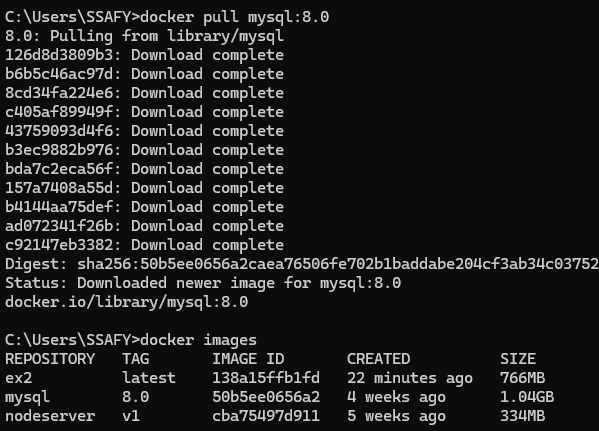 C:\Users\SSAFY>docker pull mysql:8.0
8.0: Pulling from library/mysql
126d8d3809b3: Download complete
b6b5c46ac97d: Download complete
8cd34fa224e6: Download complete
c405af89949f: Download complete
43759093d4f6: Download complete
b3ec9882b976: Download complete
bda7c2eca56f: Download complete
157a7408a55d: Download complete
b4144aa75def: Download complete
ad072341f26b: Download complete
c92147eb3382: Download complete
Digest: sha256:50b5ee0656a2caea76506fe702b1baddabe204cf3ab34c03752
Status: Downloaded newer image for mysql:8.0
docker.io/library/mysql:8.0
C:\Users\SSAFY>docker images
REPOSITORY TAG IMAGE ID CREATED SIZE
ex2 latest 138a15ffb1fd 22 minutes ago 766MB
mysql 8.0 50b5ee0656a2 4 weeks ago 1.04GB
nodeserver v1 cba75497d911 5 weeks ago 334MB